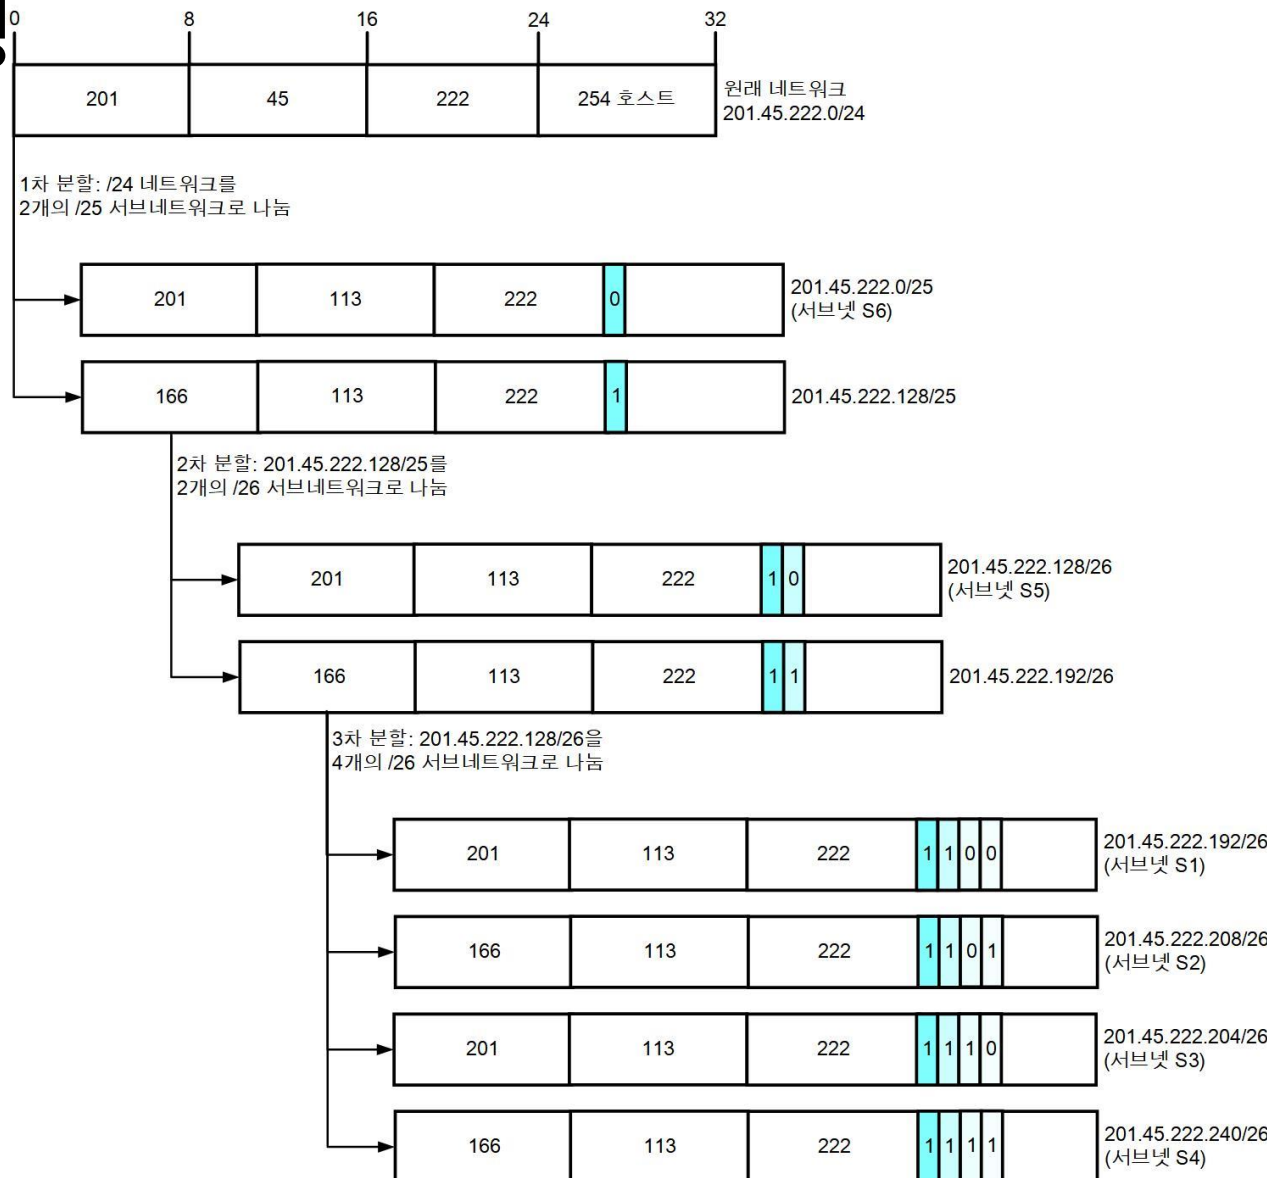 0 8 16 24 32
201 45 222 254 호스트
원래 네트워크
201.45.222.0/24
1차 분할: /24 네트워크를
2개의 /25 서브네트워크로 나눔
201 113 222 0
201.45.222.0/25
(서브넷 S6)
166 113 222 1
201.45.222.128/25
2차 분할: 201.45.222.128/25를
2개의 /26 서브네트워크로 나눔
201 113 222 1 0
201.45.222.128/26
(서브넷 S5)
166 113 222 1 1
201.45.222.192/26
3차 분할: 201.45.222.128/26을
4개의 /26 서브네트워크로 나눔
201 113 222 1 1 0 0
201.45.222.192/26
(서브넷 S1)
166 113 222 1 1 0 1
201.45.222.208/26
(서브넷 S2)
201 113 222 1 1 1 0
201.45.222.204/26
(서브넷 S3)
166 113 222 1 1 1 1
201.45.222.240/26
(서브넷 S4)